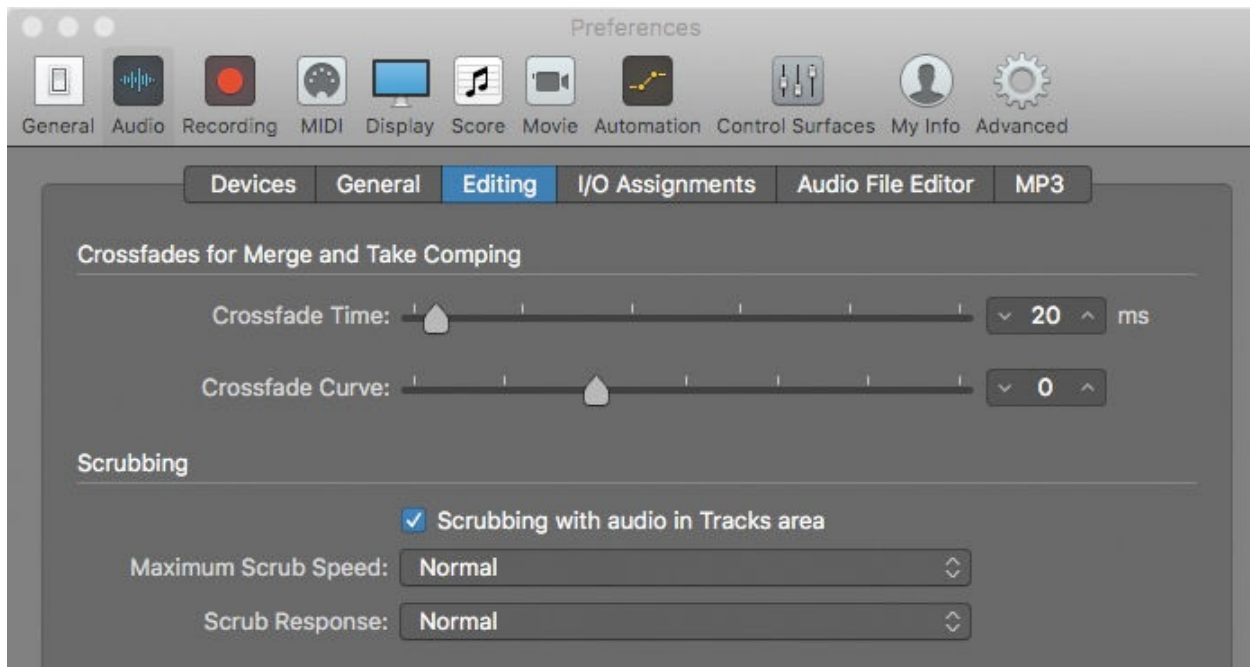 Preferences
General Audio Recording MIDI Display Score Movie Automation Control Surfaces My Info Advanced
Devices General Editing I/O Assignments Audio File Editor MP3
Crossfades for Merge and Take Comping
Crossfade Time: 20 ms
Crossfade Curve: 0
Scrubbing
Scrubbing with audio in Tracks area
Maximum Scrub Speed: Normal
Scrub Response: Normal